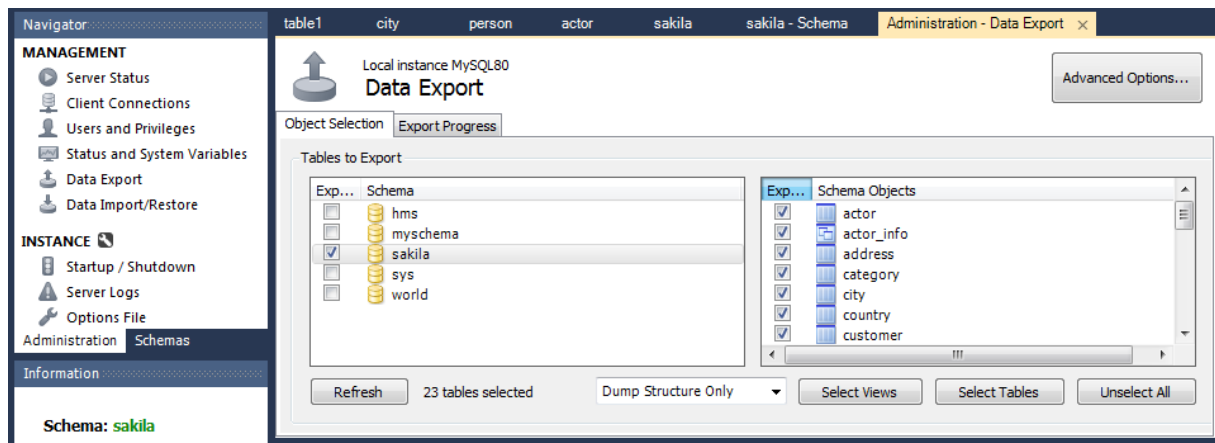 Navigator
MANAGEMENT
Server Status
Client Connections
Users and Privileges
Status and System Variables
Data Export
Data Import/Restore
INSTANCE
Startup / Shutdown
Server Logs
Options File
Administration Schemas
Information
Schema: sakila
table1 city person actor sakila sakila - Schema Administration - Data Export ×
Local instance MySQL80
Data Export
Advanced Options...
Object Selection Export Progress
Tables to Export
Exp... Schema
hms
myschema
sakila
sys
world
Exp... Schema Objects
actor
actor_info
address
category
city
country
customer
Refresh 23 tables selected Dump Structure Only Select Views Select Tables Unselect All